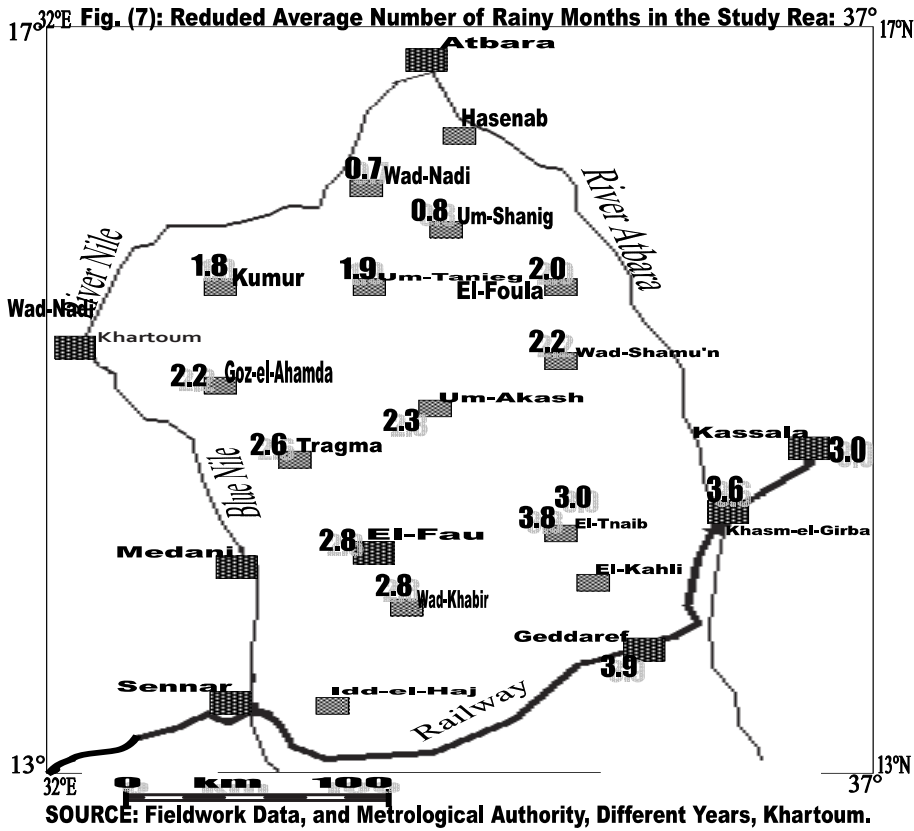 Fig. (7): Reduded Average Number of Rainy Months in the Study Rea:
32ºE
37°
17°
17ºN
Atbara
Hasenab
0.7
Wad-Nadi
0.8
Um-Shanig
River Atbara
River Nile
1.8
Kumur
1.9
Um-Tanieg
2.0
El-Foula
Wad-Nadi
Khartoum
2.2
Wad-Shamu'n
2.2
Goz-el-Ahamda
Um-Akash
2.3
Kassala
3.0
2.6
Tragma
Blue Nile
3.6
Khasm-el-Girba
3.0
3.8
El-Tnaib
2.8
El-Fau
Medani
El-Kahli
2.8
Wad-Khabir
Geddaref
3.9
Sennar
Idd-el-Haj
Railway
13°
13ºN
32ºE
37°
0 km 100
SOURCE: Fieldwork Data, and Metrological Authority, Different Years, Khartoum.